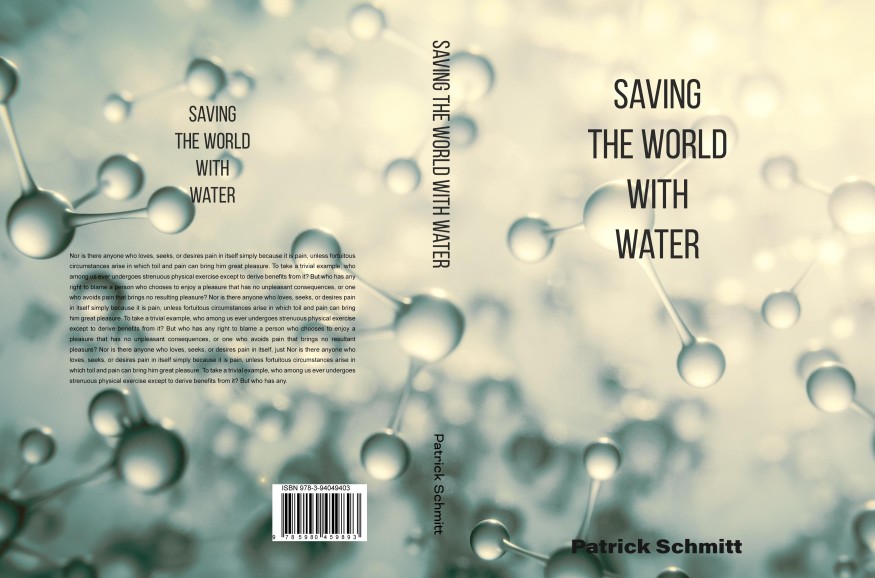 SAVING
THE WORLD
WITH
WATER
Nor is there anyone who loves, seeks, or desires pain in itself simply because it is pain, unless fortuitous
circumstances arise in which toil and pain can bring him great pleasure. To take a trivial example, who
among us ever undergoes strenuous physical exercise except to derive benefits from it? But who has any
right to blame a person who chooses to enjoy a pleasure that has no unpleasant consequences, or one
who avoids pain that brings no resulting pleasure? Nor is there anyone who loves, seeks, or desires pain
in itself simply because it is pain, unless fortuitous circumstances arise in which toil and pain can bring
him great pleasure. To take a trivial example, who among us ever undergoes strenuous physical exercise
except to derive benefits from it? But who has any right to blame a person who chooses to enjoy a
pleasure that has no unpleasant consequences, or one who avoids pain that brings no resultant
pleasure? Nor is there anyone who loves, seeks, or desires pain in itself, just Nor is there anyone who
loves, seeks, or desires pain in itself simply because it is pain, unless fortuitous circumstances arise in
which toil and pain can bring him great pleasure. To take a trivial example, who among us ever undergoes
strenuous physical exercise except to derive benefits from it? But who has any.
ISBN 978-3-94049403
9 785980 459893
SAVING THE WORLD WITH WATER
Patrick Schmitt
SAVING
THE WORLD
WITH
WATER
Patrick Schmitt